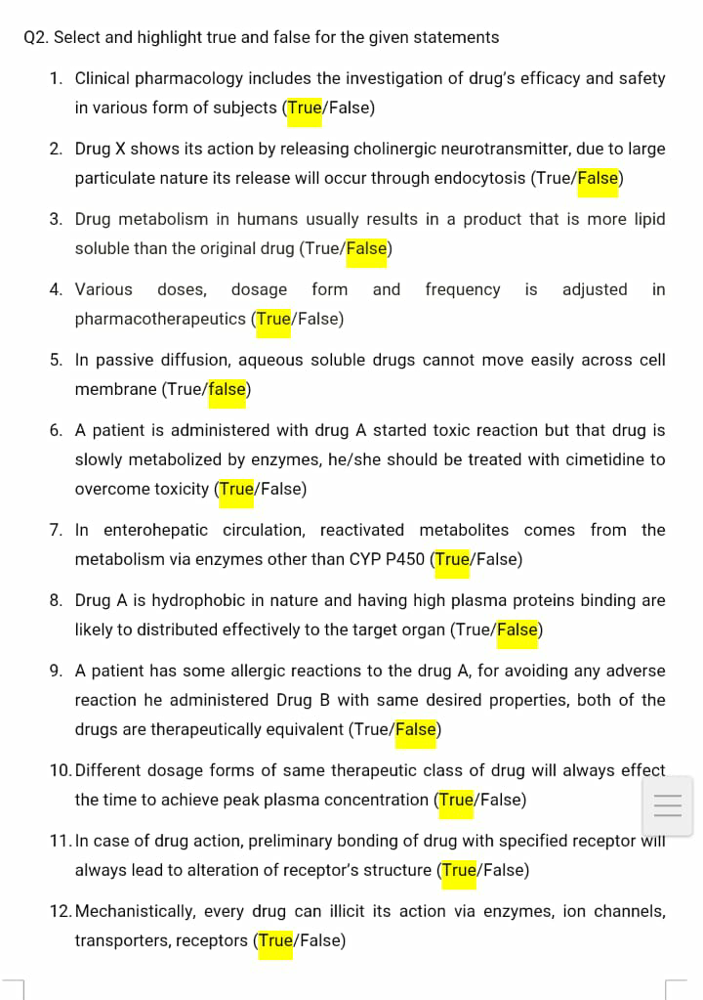 Q2. Select and highlight true and false for the given statements
1. Clinical pharmacology includes the investigation of drug's efficacy and safety
in various form of subjects (True/False)
2. Drug X shows its action by releasing cholinergic neurotransmitter, due to large
particulate nature its release will occur through endocytosis (True/False)
3. Drug metabolism in humans usually results in a product that is more lipid
soluble than the original drug (True/False)
4. Various doses, dosage form and frequency is adjusted in
pharmacotherapeutics (True/False)
5. In passive diffusion, aqueous soluble drugs cannot move easily across cell
membrane (True/false)
6. A patient is administered with drug A started toxic reaction but that drug is
slowly metabolized by enzymes, he/she should be treated with cimetidine to
overcome toxicity (True/False)
7. In enterohepatic circulation, reactivated metabolites comes from the
metabolism via enzymes other than CYP P450 (True/False)
8. Drug A is hydrophobic in nature and having high plasma proteins binding are
likely to distributed effectively to the target organ (True/False)
9. A patient has some allergic reactions to the drug A, for avoiding any adverse
reaction he administered Drug B with same desired properties, both of the
drugs are therapeutically equivalent (True/False)
10. Different dosage forms of same therapeutic class of drug will always effect
the time to achieve peak plasma concentration (True/False)
11. In case of drug action, preliminary bonding of drug with specified receptor will
always lead to alteration of receptor's structure (True/False)
12. Mechanistically, every drug can illicit its action via enzymes, ion channels,
transporters, receptors (True/False)